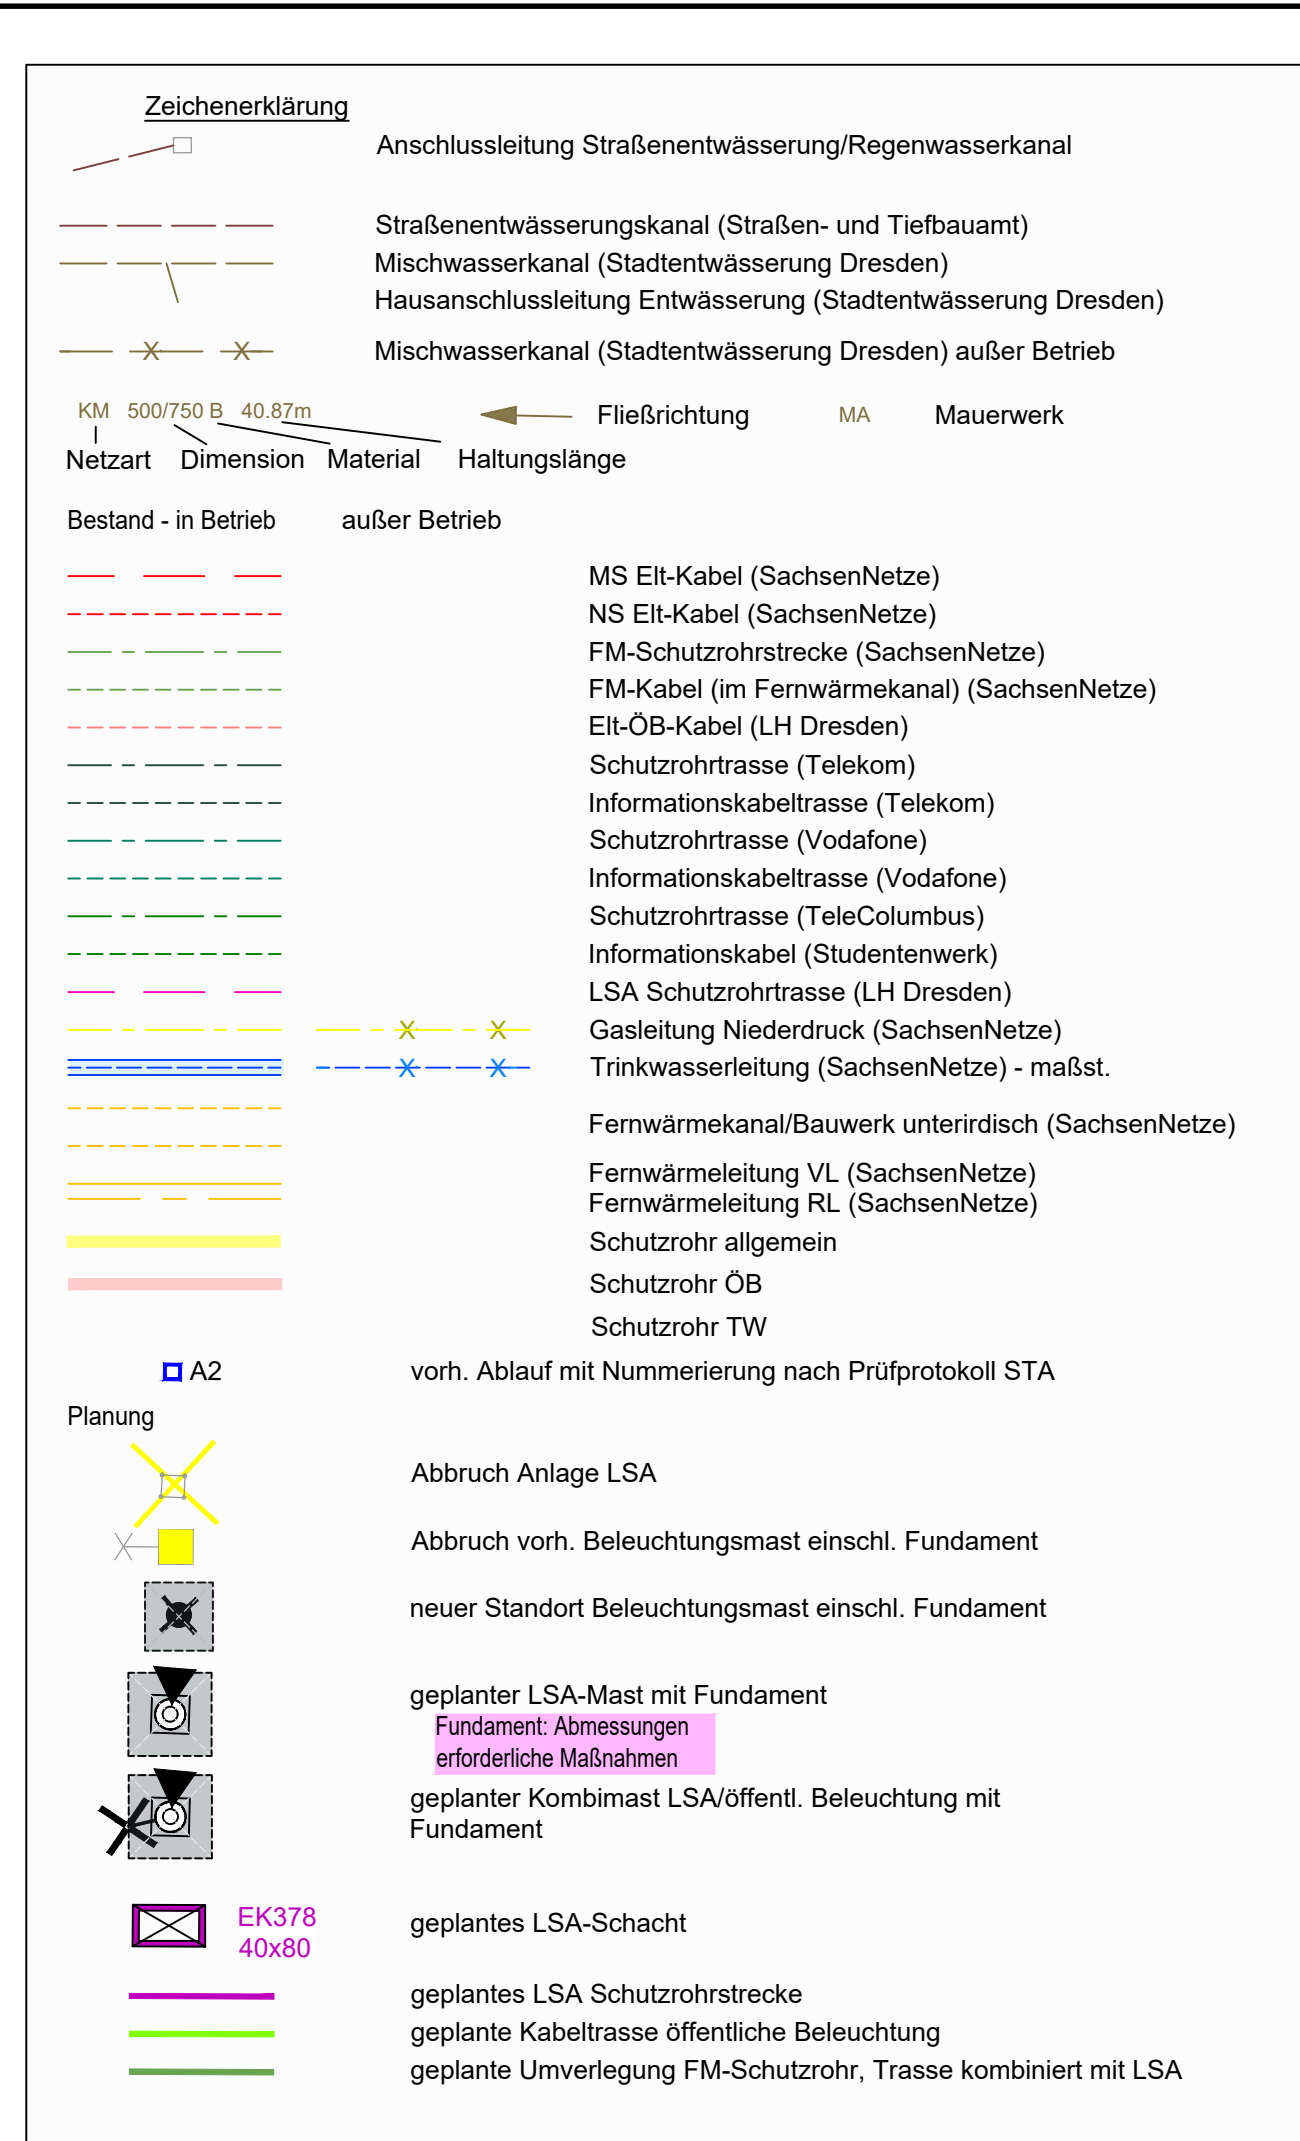 Zeichenerklärung
Anschlussleitung Straßenentwässerung/Regenwasserkanal
Straßenentwässerungskanal (Straßen- und Tiefbauamt)
Mischwasserkanal (Stadtentwässerung Dresden)
Hausanschlussleitung Entwässerung (Stadtentwässerung Dresden)
Mischwasserkanal (Stadtentwässerung Dresden) außer Betrieb
KM 500/750 B 40.87m Fließrichtung MA Mauerwerk
Netzart Dimension Material Haltungslänge
Bestand - in Betrieb außer Betrieb
MS Elt-Kabel (SachsenNetze)
NS Elt-Kabel (SachsenNetze)
FM-Schutzrohrstrecke (SachsenNetze)
FM-Kabel (im Fernwärmekanal) (SachsenNetze)
Elt-ÖB-Kabel (LH Dresden)
Schutzrohrtrasse (Telekom)
Informationskabeltrasse (Telekom)
Schutzrohrtrasse (Vodafone)
Informationskabeltrasse (Vodafone)
Schutzrohrtrasse (TeleColumbus)
Informationskabel (Studentenwerk)
LSA Schutzrohrtrasse (LH Dresden)
Gasleitung Niederdruck (SachsenNetze)
Trinkwasserleitung (SachsenNetze) - maßst.
Fernwärmekanal/Bauwerk unterirdisch (SachsenNetze)
Fernwärmeleitung VL (SachsenNetze)
Fernwärmeleitung RL (SachsenNetze)
Schutzrohr allgemein
Schutzrohr ÖB
Schutzrohr TW
A2 vorh. Ablauf mit Nummerierung nach Prüfprotokoll STA
Planung
Abbruch Anlage LSA
Abbruch vorh. Beleuchtungsmast einschl. Fundament
neuer Standort Beleuchtungsmast einschl. Fundament
geplanter LSA-Mast mit Fundament
Fundament: Abmessungen
erforderliche Maßnahmen
geplanter Kombimast LSA/öffentl. Beleuchtung mit
Fundament
EK378
40x80
geplantes LSA-Schacht
geplantes LSA Schutzrohrstrecke
geplante Kabeltrasse öffentliche Beleuchtung
geplante Umverlegung FM-Schutzrohr, Trasse kombiniert mit LSA